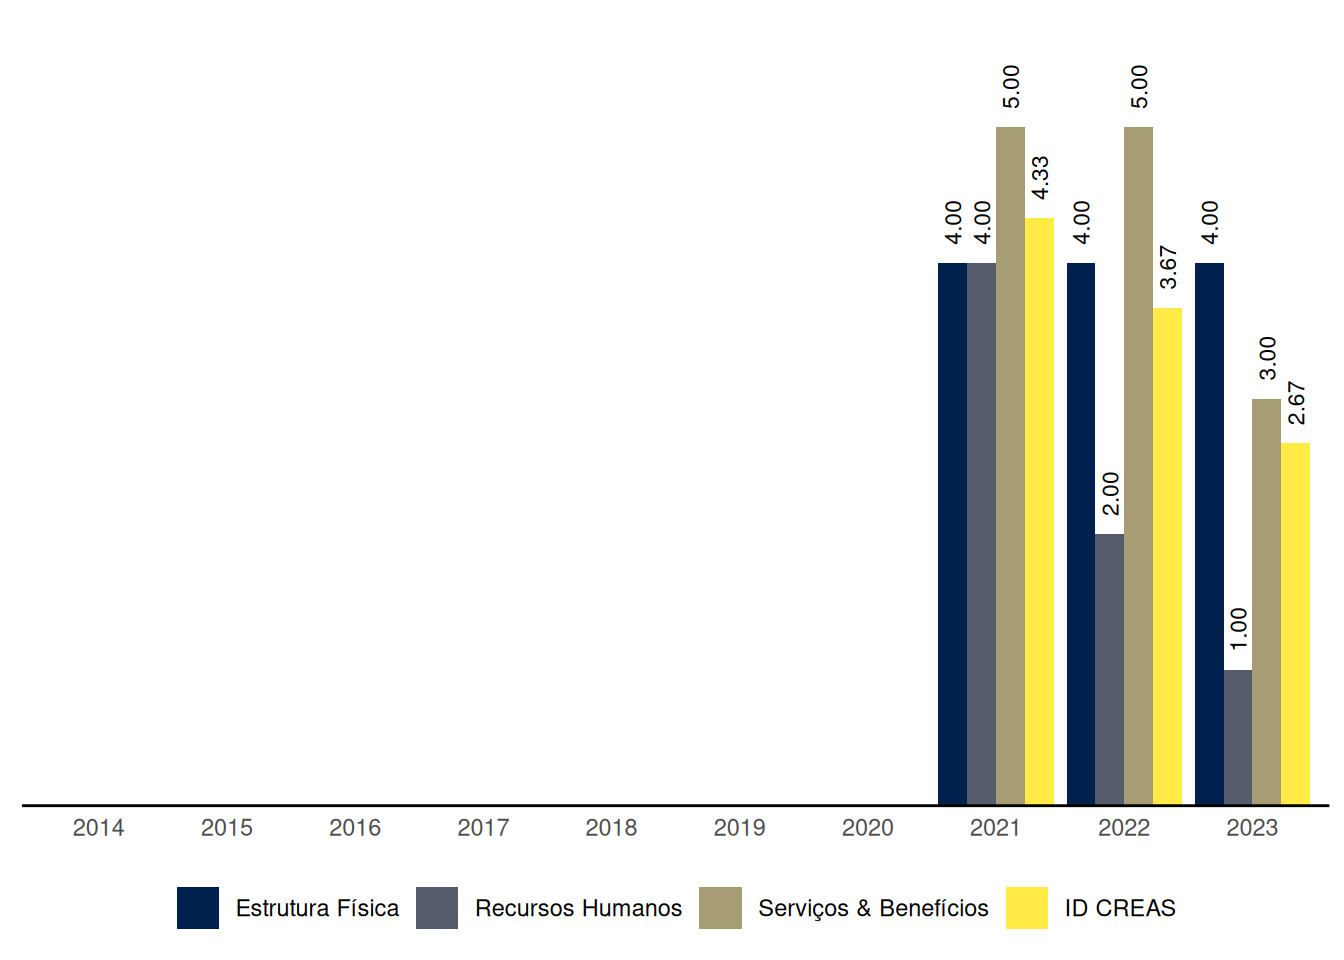 4.00 4.00 5.00 4.33 4.00 2.00 5.00 3.67 4.00 1.00 3.00 2.67
2014 2015 2016 2017 2018 2019 2020 2021 2022 2023
Estrutura Física Recursos Humanos Serviços & Benefícios ID CREAS